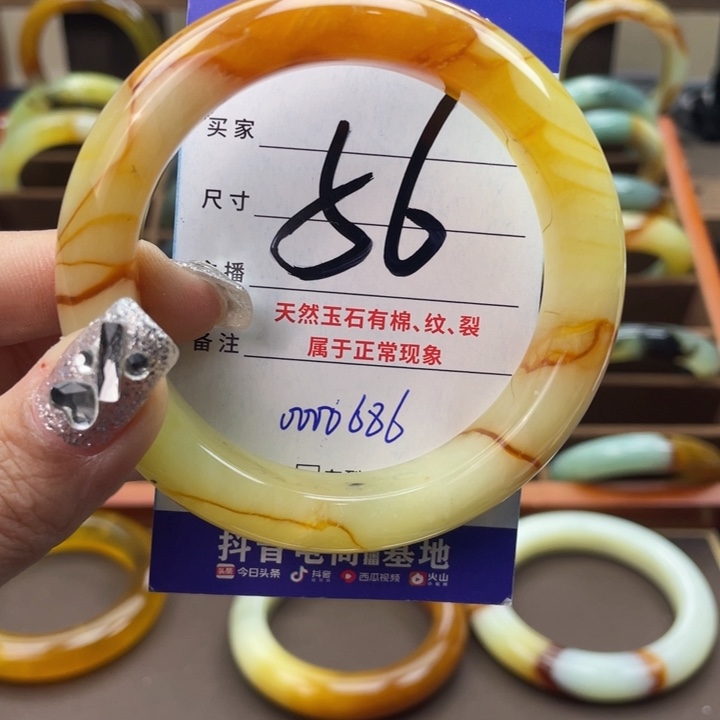 买家
56
尺寸
播
天然玉石有棉、纹、裂
属于正常现象
备注
抖音电商 基地
头条 今日头条 抖音 西瓜视频 火山